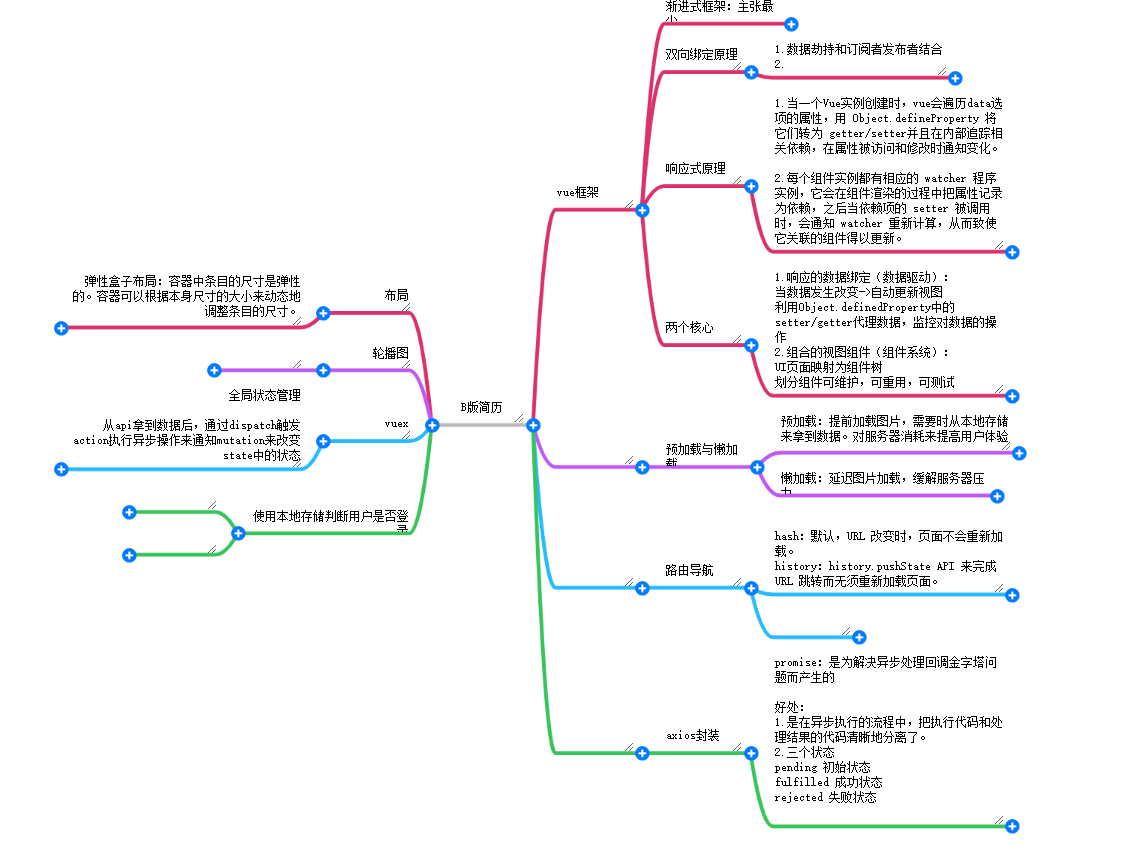 B版简历
vue框架
渐进式框架：主张最
双向绑定原理
1.数据劫持和订阅者发布者结合
2.
响应式原理
1.当一个Vue实例创建时，vue会遍历data选
项的属性，用 Object.defineProperty 将
它们转为 getter/setter并且在内部追踪相
关依赖，在属性被访问和修改时通知变化。
2.每个组件实例都有相应的 watcher 程序
实例，它会在组件渲染的过程中把属性记录
为依赖，之后当依赖项的 setter 被调用
时，会通知 watcher 重新计算，从而致使
它关联的组件得以更新。
两个核心
1.响应的数据绑定（数据驱动）：
当数据发生改变->自动更新视图
利用Object.definedProperty中的
setter/getter代理数据，监控对数据的操
作
2.组合的视图组件（组件系统）：
UI页面映射为组件树
划分组件可维护，可重用，可测试
预加载与懒加
载
预加载：提前加载图片，需要时从本地存储
来拿到数据。对服务器消耗来提高用户体验
懒加载：延迟图片加载，缓解服务器压
力
路由导航
hash：默认，URL 改变时，页面不会重新加
载。
history：history.pushState API 来完成
URL 跳转而无须重新加载页面。
axios封装
promise：是为解决异步处理回调金字塔问
题而产生的
好处：
1.是在异步执行的流程中，把执行代码和处
理结果的代码清晰地分离了。
2.三个状态
pending 初始状态
fulfilled 成功状态
rejected 失败状态
布局
弹性盒子布局：容器中条目的尺寸是弹性
的。容器可以根据本身尺寸的大小来动态地
调整条目的尺寸。
轮播图
vuex
全局状态管理
从api拿到数据后，通过dispatch触发
action执行异步操作来通知mutation来改变
state中的状态
使用本地存储判断用户是否登
录